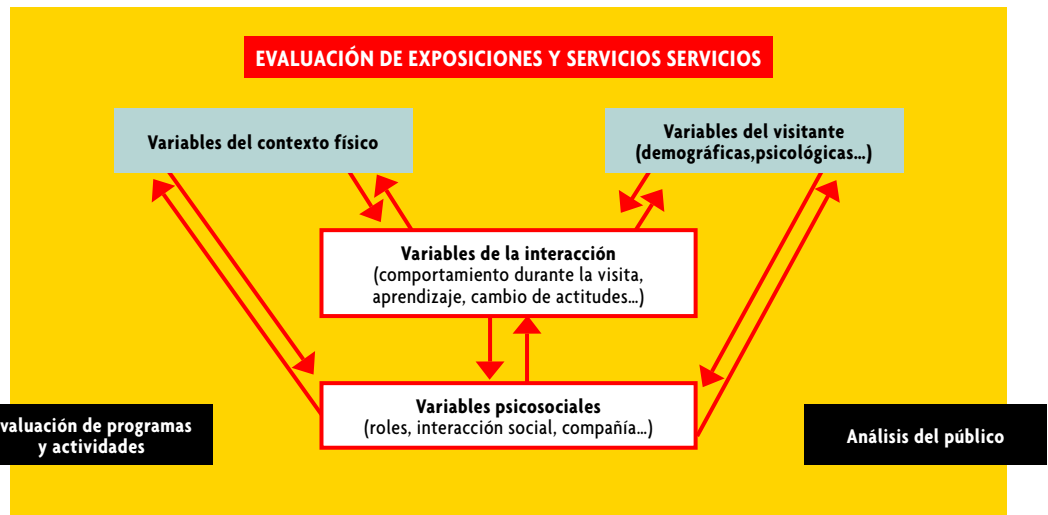 EVALUACIÓN DE EXPOSICIONES Y SERVICIOS SERVICIOS
Variables del contexto físico
Variables del visitante
(demográficas,psicológicas...)
Variables de la interacción
(comportamiento durante la visita,
aprendizaje, cambio de actitudes...)
Variables psicosociales
(roles, interacción social, compañía...)
valuación de programas
y actividades
Análisis del público